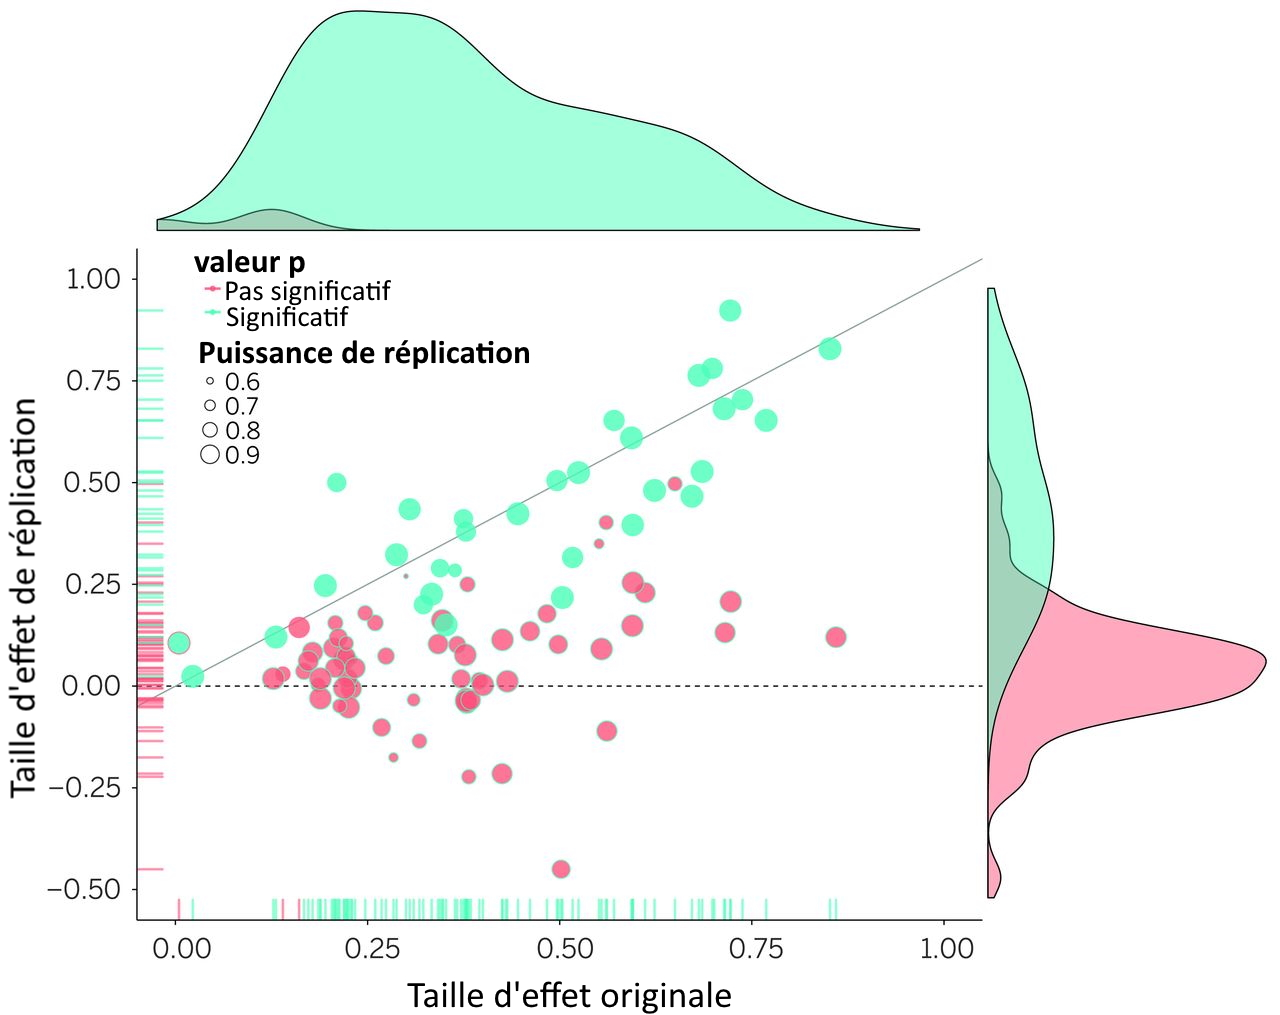 valeur p
Pas significatif
Significatif
Puissance de réplication
0.6
0.7
0.8
0.9
1.00
0.75
0.50
0.25
0.00
−0.25
−0.50
Taille d'effet de réplication
0.00 0.25 0.50 0.75 1.00
Taille d'effet originale